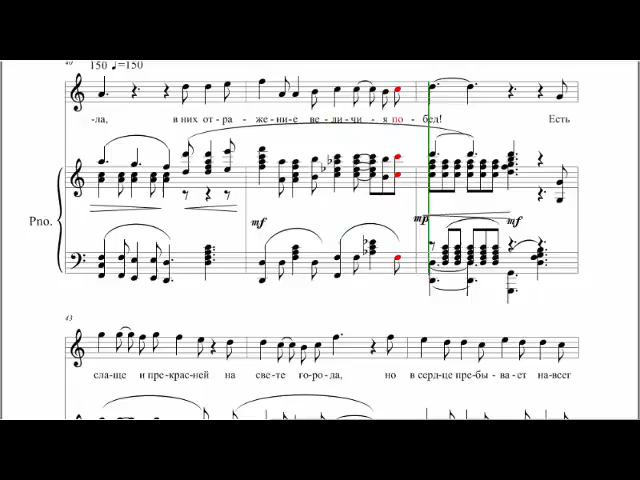 40
150 ♩=150
-ла, в них от-ра - же-ни-е ве-ли-чи-я по- бед! Есть
Pno.
mf
mp
mf
43
сла-ще и пре-крас-ней на све-те го-ро-да, но в серд-це пре-бы - ва-ет на-всег